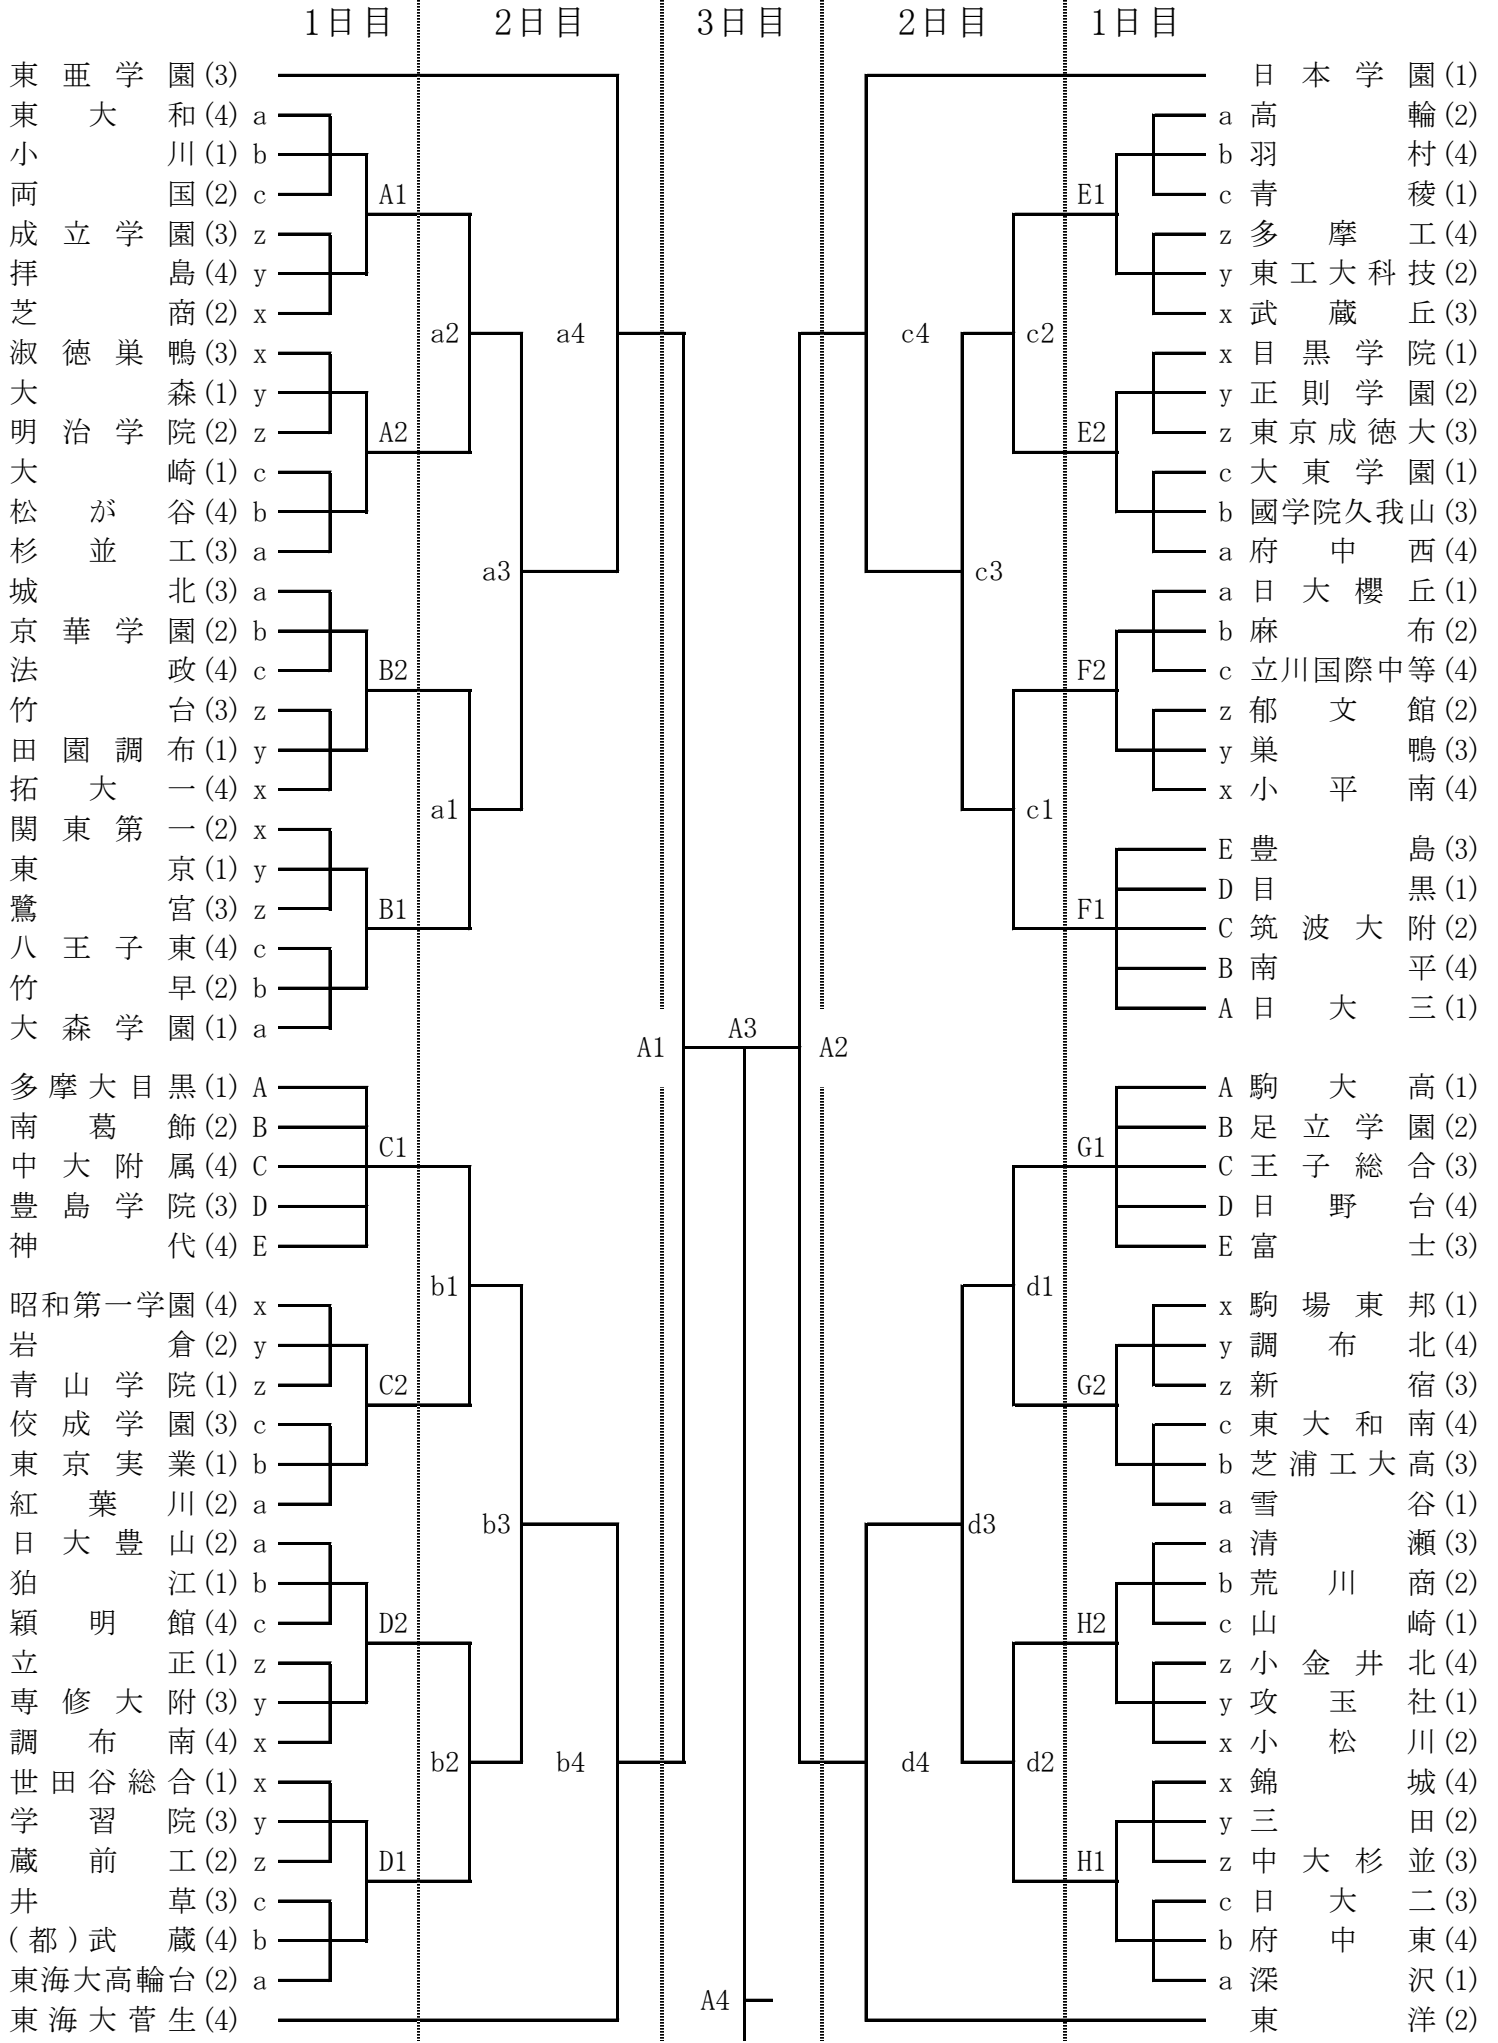 1日目 2日目 3日目 2日目 1日目
東亜学園(3)
東大和(4) a
小川(1) b
両国(2) c
A1
成立学園(3) z
拝島(4) y
芝商(2) x
a2
a4
淑徳巣鴨(3) x
大森(1) y
明治学院(2) z
A2
大崎(1) c
松が谷(4) b
杉並工(3) a
a3
城北(3) a
京華学園(2) b
法政(4) c
B2
竹台(3) z
田園調布(1) y
拓大一(4) x
a1
関東第一(2) x
東京(1) y
鷺宮(3) z
B1
八王子東(4) c
竹早(2) b
大森学園(1) a
A1
A3
A2
多摩大目黒(1) A
南葛飾(2) B
中大附属(4) C
C1
豊島学院(3) D
神代(4) E
b1
昭和第一学園(4) x
岩倉(2) y
青山学院(1) z
C2
佼成学園(3) c
東京実業(1) b
紅葉川(2) a
b3
日大豊山(2) a
狛江(1) b
穎明館(4) c
D2
立正(1) z
専修大附(3) y
調布南(4) x
b2
b4
世田谷総合(1) x
学習院(3) y
蔵前工(2) z
D1
井草(3) c
(都)武蔵(4) b
東海大高輪台(2) a
東海大菅生(4)
A4
日本学園(1)
a 高輪(2)
b 羽村(4)
c 青稜(1)
E1
z 多摩工(4)
y 東工大科技(2)
x 武蔵丘(3)
c4
c2
x 目黒学院(1)
y 正則学園(2)
z 東京成徳大(3)
E2
c 大東学園(1)
b 國学院久我山(3)
a 府中西(4)
c3
a 日大櫻丘(1)
b 麻布(2)
c 立川国際中等(4)
F2
z 郁文館(2)
y 巣鴨(3)
x 小平南(4)
c1
E 豊島(3)
D 目黒(1)
C 筑波大附(2)
F1
B 南平(4)
A 日大三(1)
A 駒大高(1)
B 足立学園(2)
C 王子総合(3)
G1
D 日野台(4)
E 富士(3)
d1
x 駒場東邦(1)
y 調布北(4)
z 新宿(3)
G2
c 東大和南(4)
b 芝浦工大高(3)
a 雪谷(1)
d3
a 清瀬(3)
b 荒川商(2)
c 山崎(1)
H2
z 小金井北(4)
y 攻玉社(1)
x 小松川(2)
d4
d2
x 錦城(4)
y 三田(2)
z 中大杉並(3)
H1
c 日大二(3)
b 府中東(4)
a 深沢(1)
東洋(2)